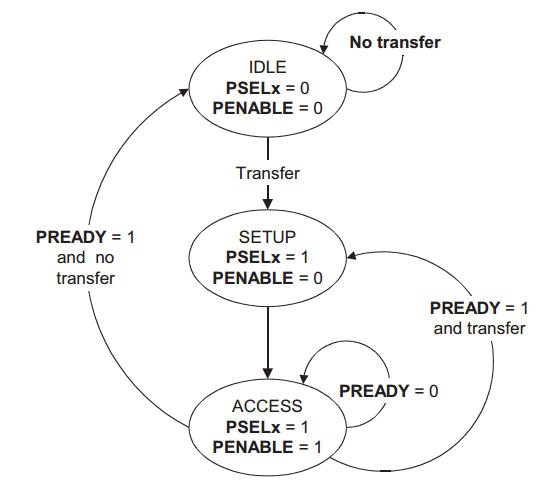 No transfer
IDLE
PSELx = 0
PENABLE = 0
Transfer
PREADY = 1
and no
transfer
SETUP
PSELx = 1
PENABLE = 0
PREADY = 1
and transfer
PREADY = 0
ACCESS
PSELx = 1
PENABLE = 1